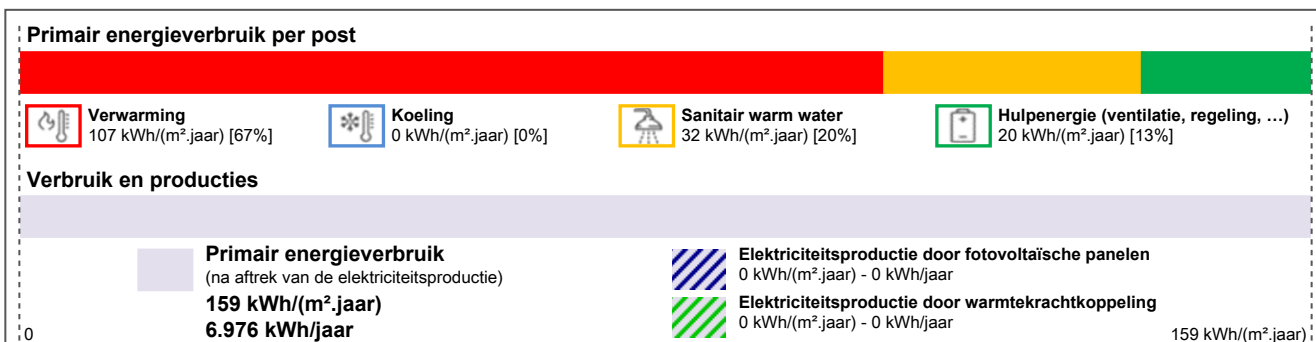 Primair energieverbruik per post
Verwarming
107 kWh/(m².jaar) [67%]
Koeling
0 kWh/(m².jaar) [0%]
Sanitair warm water
32 kWh/(m².jaar) [20%]
Hulpenergie (ventilatie, regeling, …)
20 kWh/(m².jaar) [13%]
Verbruik en producties
Primair energieverbruik
(na aftrek van de elektriciteitsproductie)
159 kWh/(m².jaar)
6.976 kWh/jaar
Elektriciteitsproductie door fotovoltaïsche panelen
0 kWh/(m².jaar) - 0 kWh/jaar
Elektriciteitsproductie door warmtekrachtkoppeling
0 kWh/(m².jaar) - 0 kWh/jaar
0
159 kWh/(m².jaar)